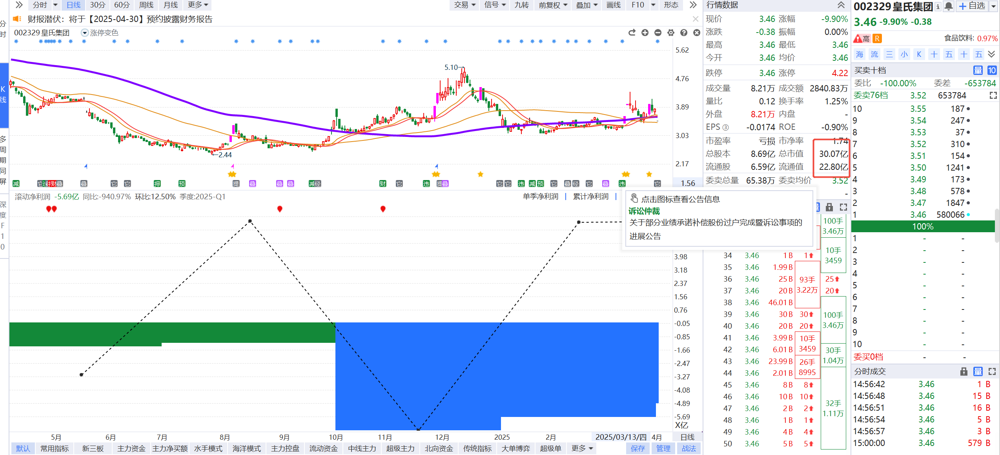 分时 日线 30分 60分 周线 月线 更多
交易 信号 九转 前复权 叠加 画线 F10 形态
财报潜伏：将于【2025-04-30】预约披露财务报告
002329 皇氏集团 涨停变色
分时
K线
多周期同屏
深度F10
5.62
4.76
3.89
3.03
2.17
1.56
5.10
2.44
减 财 叠 叠 它 它 押 预 提 叠 叠 叠 减 经 财 它 违 提 叠 它 它 违 减 预 它 叠 经 它 叠 违 它
滚动净利润 -5.69亿 同比:-940.97% 环比:12.50% 季度:2025-Q1
单季净利润 | 累计净利润 |
3.98
3.18
2.37
1.56
0.76
-0.05
-0.85
-1.66
-2.47
-3.27
-4.08
-4.89
-5.69
X亿
5月 6月 7月 8月 9月 10月 11月 12月 2025 2月 2025/03/13/四 4月 日线
默认 常用指标 新三板 主力资金 主力净买额 水手模式 海洋模式 主力控盘 流动资金 中线主力 超级主力 北向资金 传统指标 大单博弈 超级单 更多 保存 管理 战法
点击图标查看公告信息
诉讼仲裁
关于部分业绩承诺补偿股份过户完成暨诉讼事项的
进展公告
行情数据
现价 3.46 涨幅 -9.90%
涨跌 -0.38 振幅 0.00%
最高 3.46 最低 3.46
今开 3.46 均价 3.46
跌停 3.46 涨停 4.22
成交量 8.21万 成交额 2840.83万
量比 0.12 换手率 1.25%
外盘 8.21万 内盘 -
EPS③ -0.0174 ROE -0.90%
市盈率 亏损 市净率 1.74
总股本 8.69亿 总市值 30.07亿
流通股 6.59亿 流通值 22.80亿
委卖总量 65.38万 委卖均价 3.52
-
34 3.46 1 B 1
35 3.46 1.99 B
36 3.46 25 B 25
37 3.46 20 B 20
38 3.46 46.01 B
39 3.46 30 B 30
40 3.46 20 B 20
41 3.46 3.99 B
42 3.46 6.01 B
43 3.46 23.99 B
44 3.46 2.01 B
45 3.46 8 B 8
46 3.46 10 B 10
47 3.46 2 B 2
48 3.46 1 B 1
49 3.46 4 B 4
50 3.46 5 B 5
93手
3.22万
10手
3459
26手
8995
100手
3.46万
10手
3459
100手
3.46万
30手
1.04万
32手
1.11万
002329 皇氏集团 自选
3.46 -9.90% -0.38
高 R 食品饮料: 0.97%
海 流 三 小 K 十 五 十 五
买卖十档 量 10
委比 -100.00% 委差 -653784
委卖76档 3.52 653784
10 3.55 187
9 3.54 247
8 3.53 37
7 3.52 310
6 3.51 154
5 3.50 1241
4 3.49 173
3 3.48 578
2 3.47 1847
1 3.46 580066
100%
1 - -
2 - -
3 - -
4 - -
5 - -
6 - -
7 - -
8 - -
9 - -
10 - -
委买0档 - -
分时成交 量
14:56:42 3.46 1 B
14:56:48 3.46 15 B
14:56:51 3.46 16 B
14:56:54 3.46 5 B
14:56:57 3.46 3 B
15:00:00 3.46 579 B